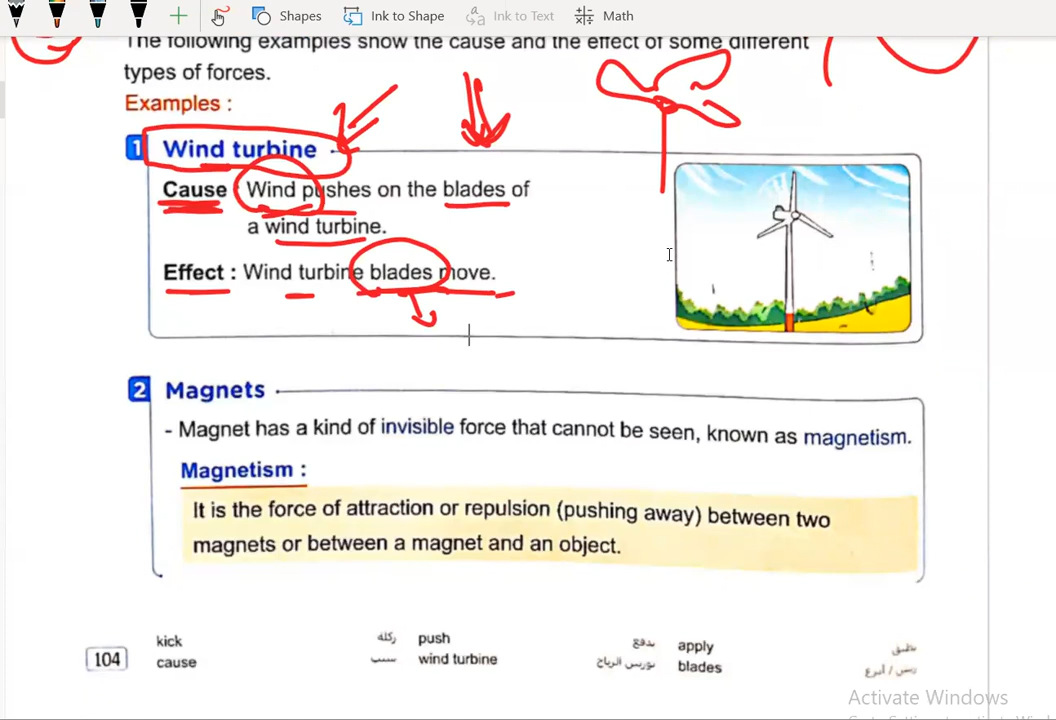 Shapes Ink to Shape Ink to Text Math
The following examples show the cause and the effect of some different
types of forces.
Examples :
1 Wind turbine
Cause : Wind pushes on the blades of
a wind turbine.
Effect : Wind turbine blades move.
2 Magnets
- Magnet has a kind of invisible force that cannot be seen, known as magnetism.
Magnetism :
It is the force of attraction or repulsion (pushing away) between two
magnets or between a magnet and an object.
kick ركلة push يدفع apply
104
cause سبب wind turbine blades
Activate Windows